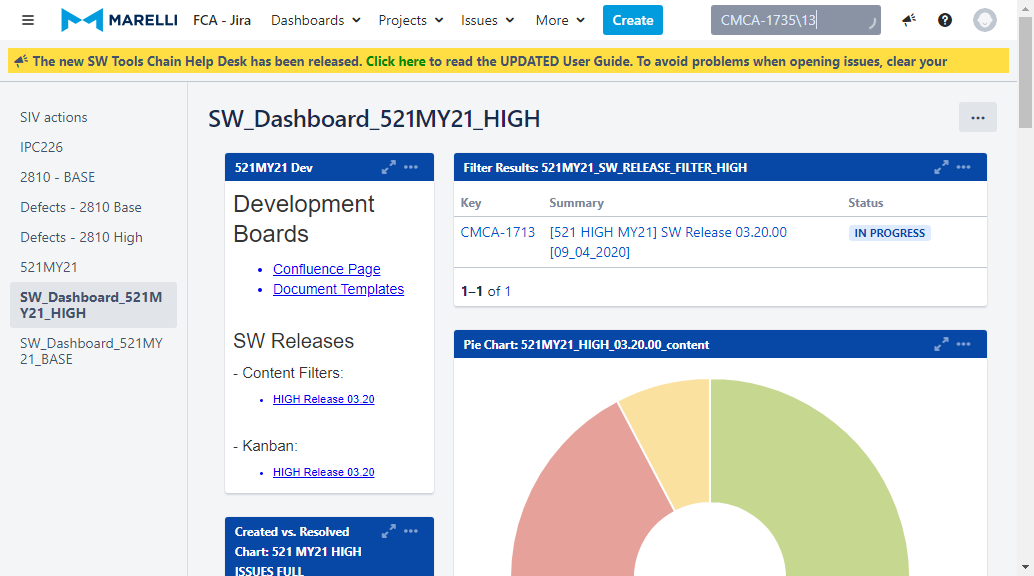 MARELLI FCA - Jira Dashboards Projects Issues More Create CMCA-1735\13
The new SW Tools Chain Help Desk has been released. Click here to read the UPDATED User Guide. To avoid problems when opening issues, clear your
SIV actions
IPC226
2810 - BASE
Defects - 2810 Base
Defects - 2810 High
521MY21
SW_Dashboard_521M
Y21_HIGH
SW_Dashboard_521MY
21_BASE
SW_Dashboard_521MY21_HIGH
521MY21 Dev
Development
Boards
• Confluence Page
• Document Templates
SW Releases
- Content Filters:
• HIGH Release 03.20
- Kanban:
• HIGH Release 03.20
Created vs. Resolved
Chart: 521 MY21 HIGH
ISSUES FULL
Filter Results: 521MY21_SW_RELEASE_FILTER_HIGH
Key Summary Status
CMCA-1713 [521 HIGH MY21] SW Release 03.20.00 IN PROGRESS
[09_04_2020]
1–1 of 1
Pie Chart: 521MY21_HIGH_03.20.00_content